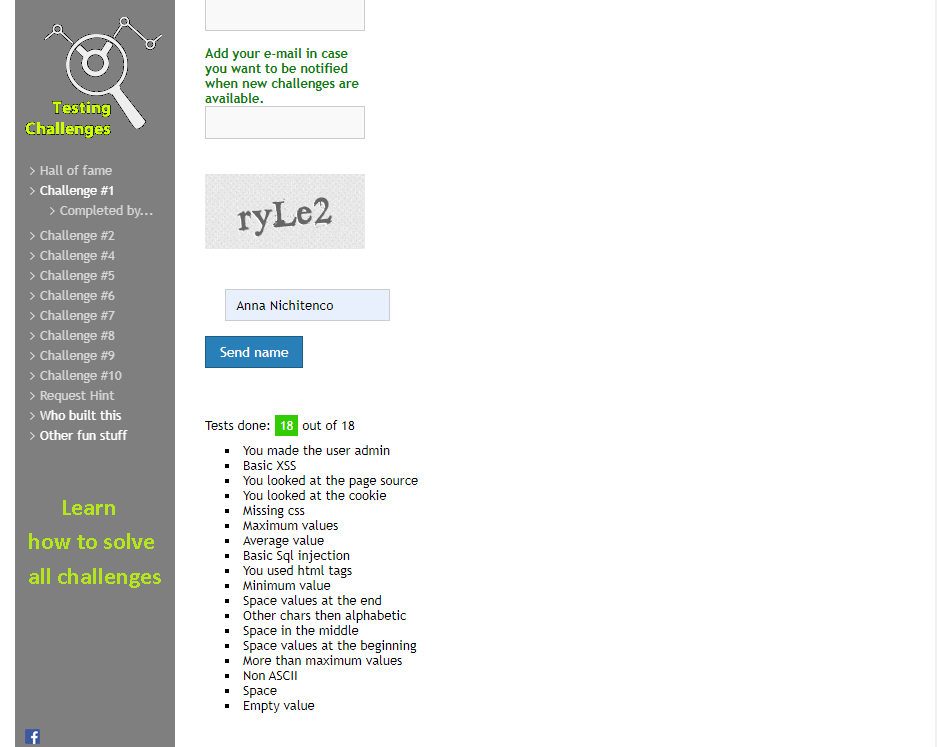 Testing
Challenges
Hall of fame
Challenge #1
Completed by...
Challenge #2
Challenge #4
Challenge #5
Challenge #6
Challenge #7
Challenge #8
Challenge #9
Challenge #10
Request Hint
Who built this
Other fun stuff
Learn
how to solve
all challenges
f
Add your e-mail in case
you want to be notified
when new challenges are
available.
ryLe2
Anna Nichitenco
Send name
Tests done: 18 out of 18
You made the user admin
Basic XSS
You looked at the page source
You looked at the cookie
Missing css
Maximum values
Average value
Basic Sql injection
You used html tags
Minimum value
Space values at the end
Other chars then alphabetic
Space in the middle
Space values at the beginning
More than maximum values
Non ASCII
Space
Empty value